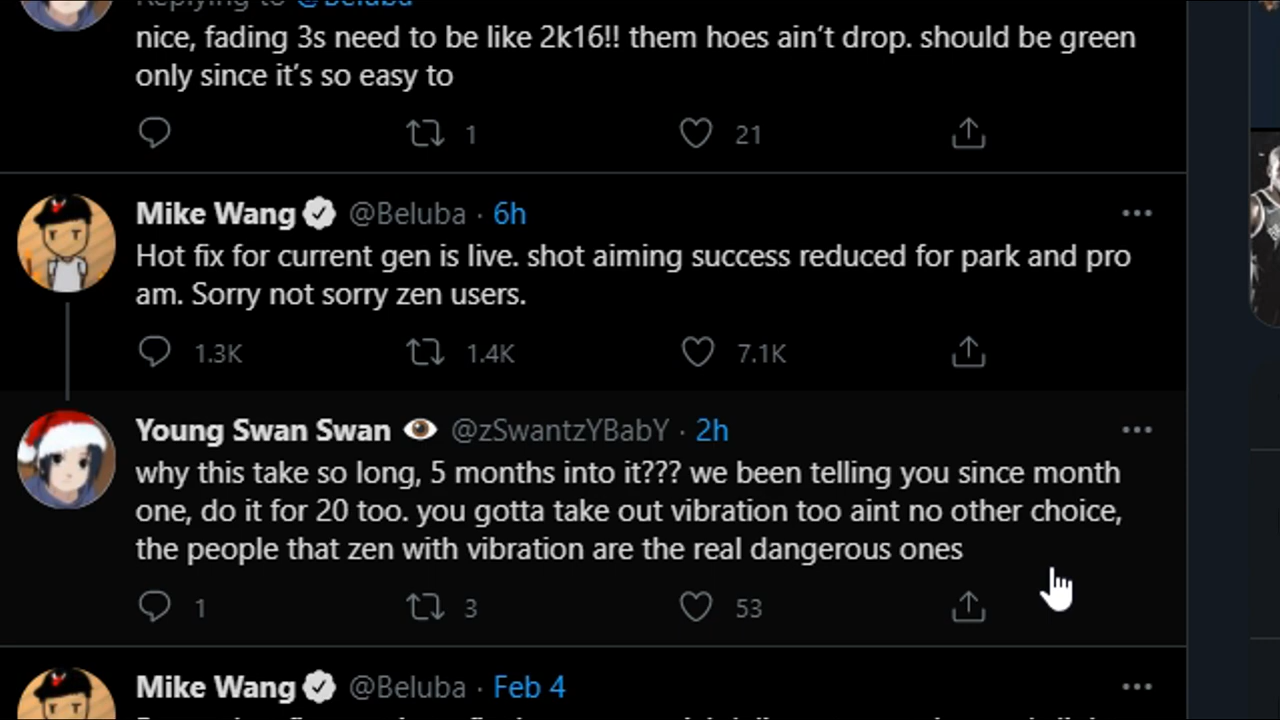 Replying to @Beluba
nice, fading 3s need to be like 2k16!! them hoes ain’t drop. should be green
only since it’s so easy to
1 21
Mike Wang @Beluba · 6h
Hot fix for current gen is live. shot aiming success reduced for park and pro
am. Sorry not sorry zen users.
1.3K 1.4K 7.1K
Young Swan Swan 👁 @zSwantzYBabY · 2h
why this take so long, 5 months into it??? we been telling you since month
one, do it for 20 too. you gotta take out vibration too aint no other choice,
the people that zen with vibration are the real dangerous ones
1 3 53
Mike Wang @Beluba · Feb 4